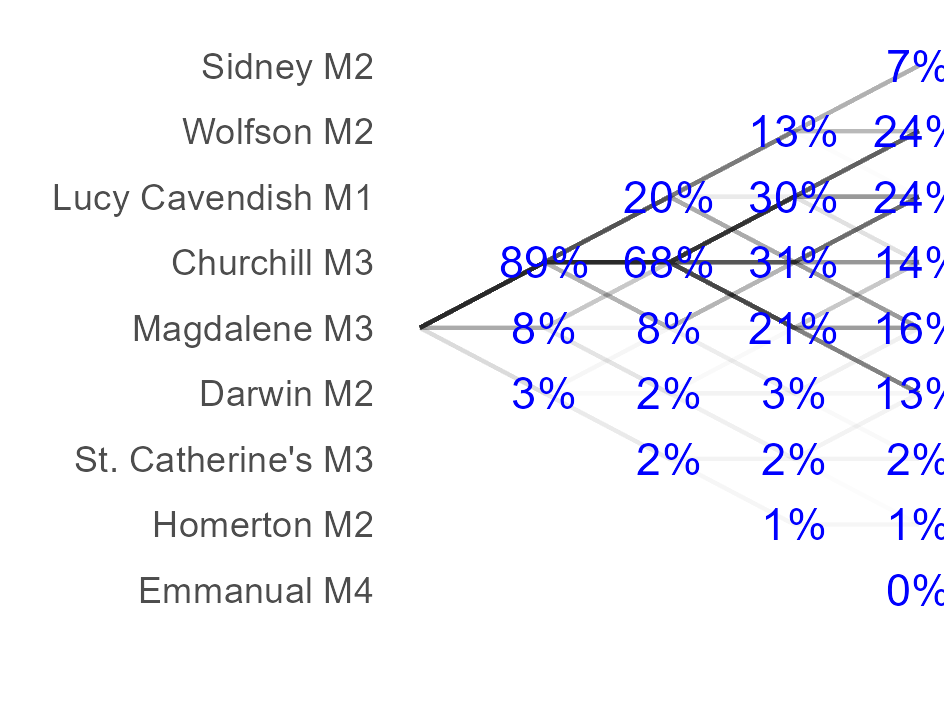 Sidney M2 7%
Wolfson M2 13% 24%
Lucy Cavendish M1 20% 30% 24%
Churchill M3 89% 68% 31% 14%
Magdalene M3 8% 8% 21% 16%
Darwin M2 3% 2% 3% 13%
St. Catherine's M3 2% 2% 2%
Homerton M2 1% 1%
Emmanual M4 0%